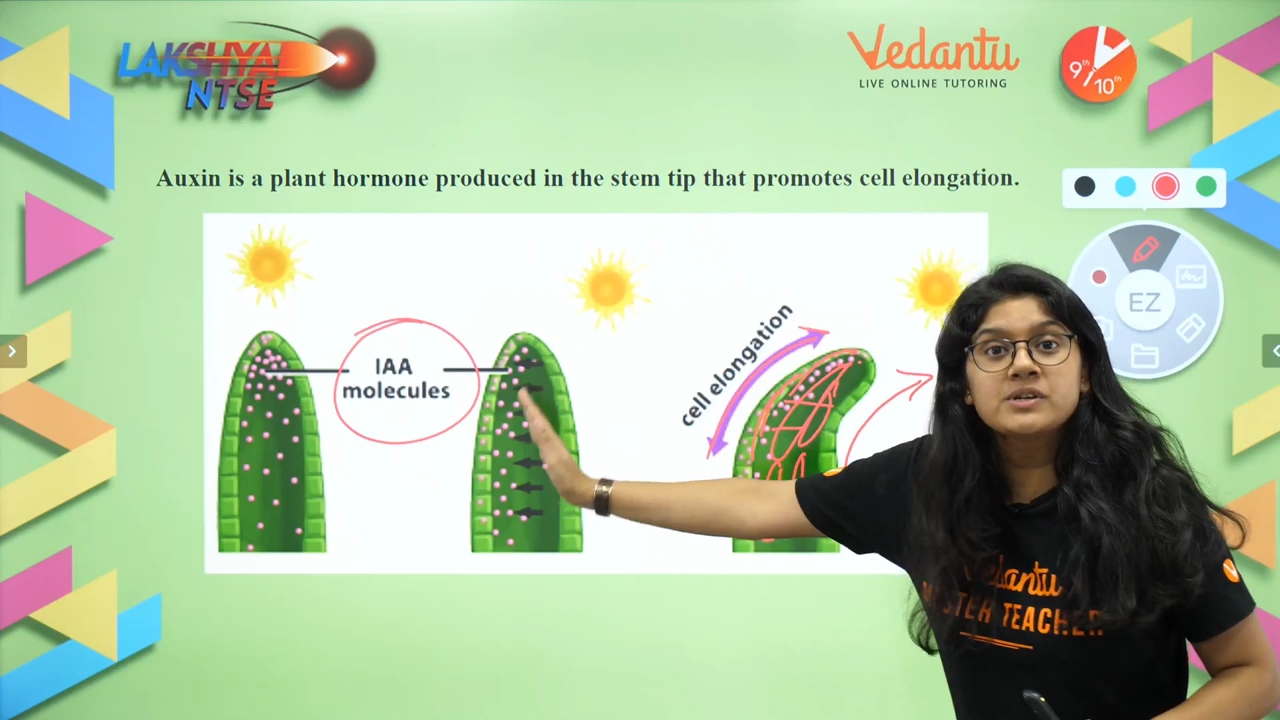 LAKSHYA
NTSE
Vedantu
LIVE ONLINE TUTORING
9th
10th
Auxin is a plant hormone produced in the stem tip that promotes cell elongation.
IAA
molecules
cell elongation
EZ
Vedantu
MASTER TEACHER